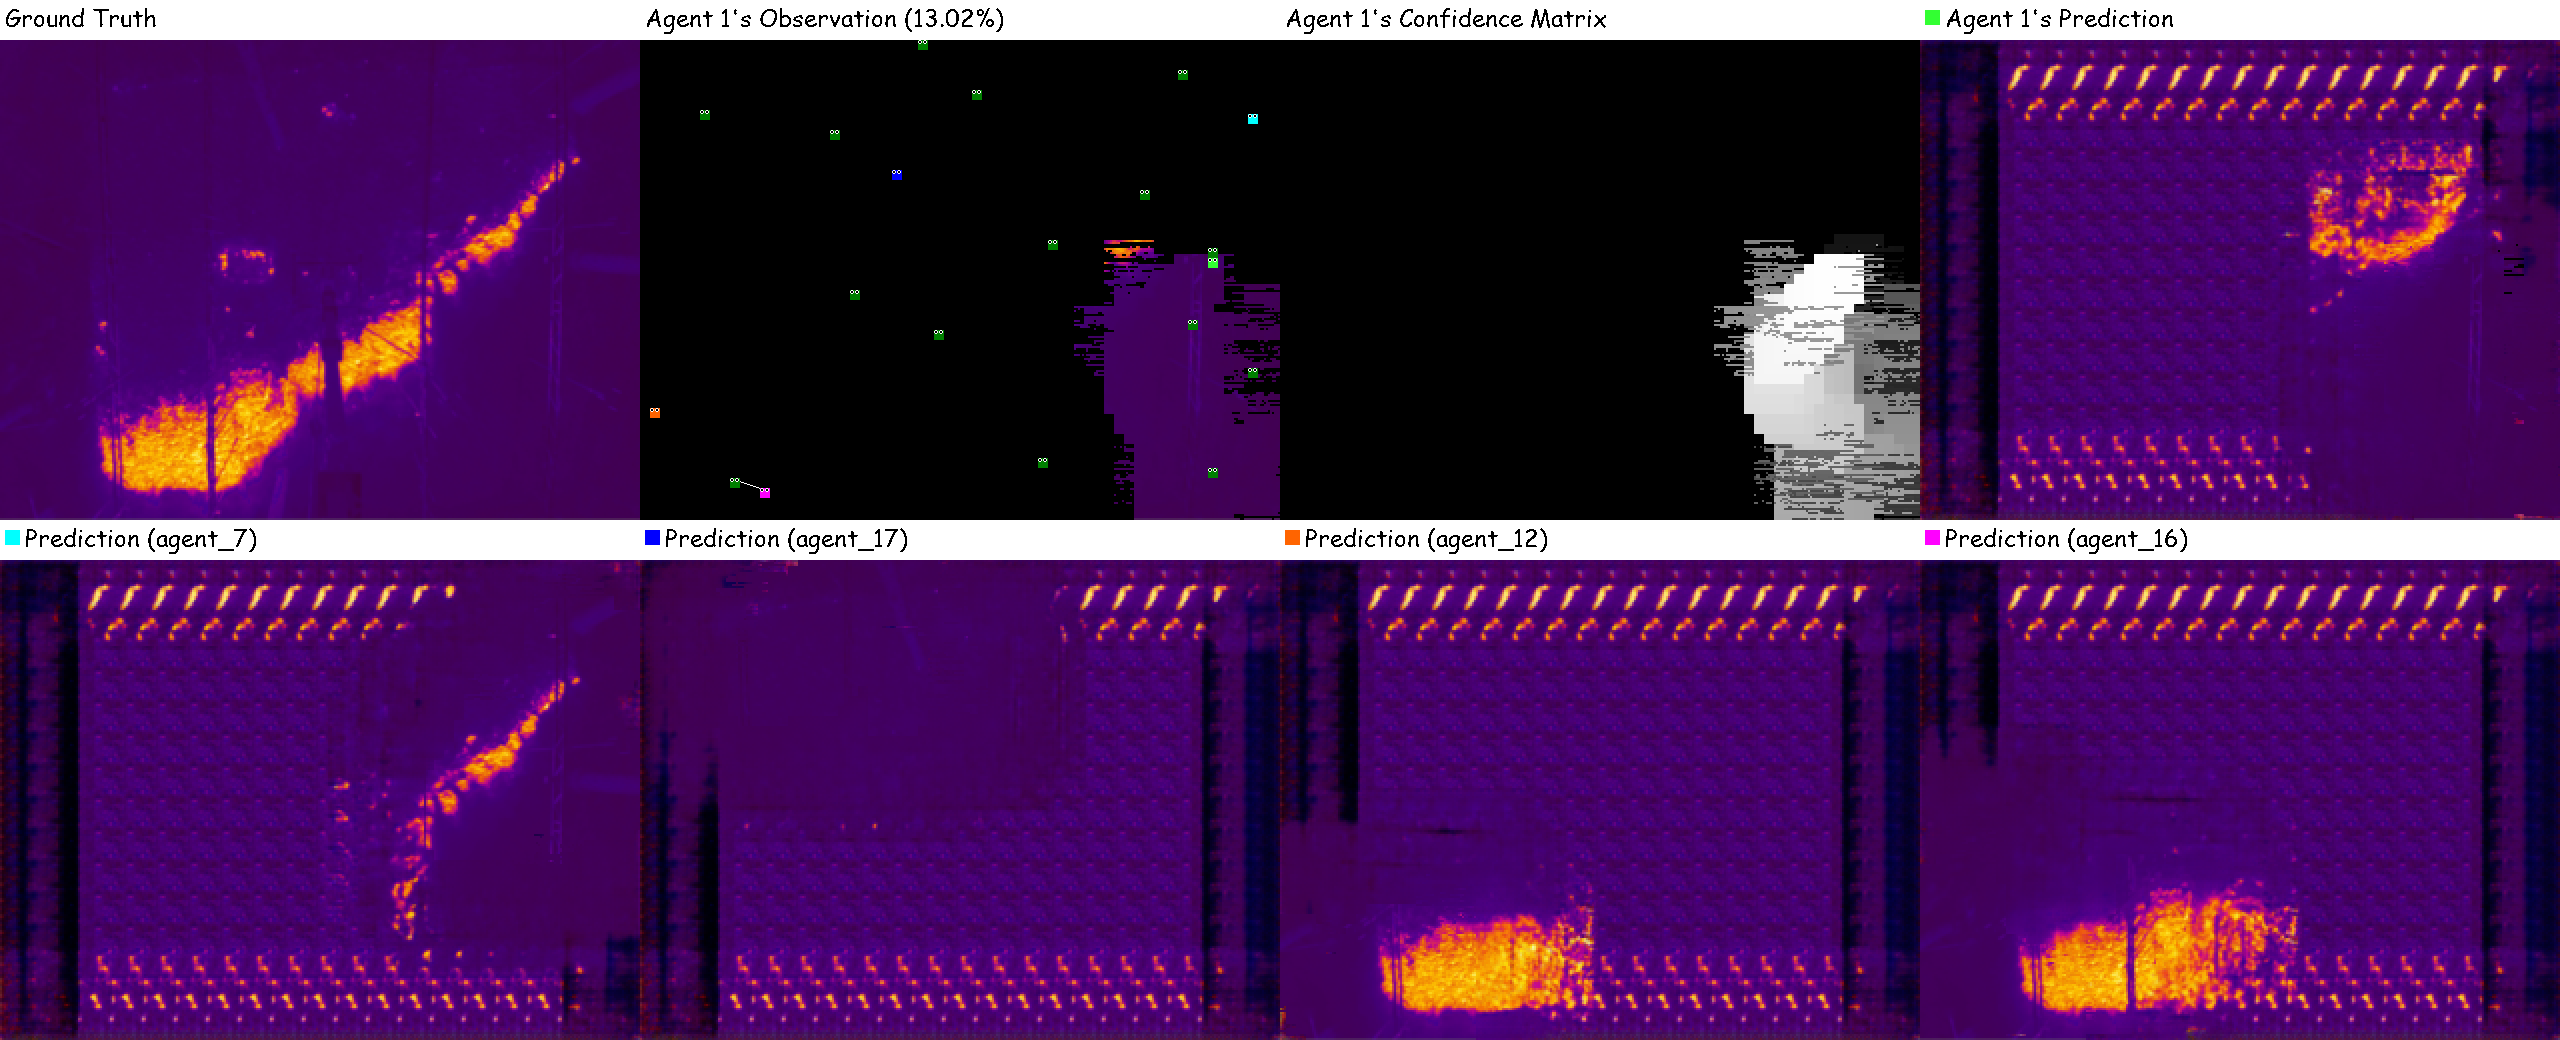 Ground Truth
Agent 1's Observation (13.02%)
Agent 1's Confidence Matrix
Agent 1's Prediction
Prediction (agent_7)
Prediction (agent_17)
Prediction (agent_12)
Prediction (agent_16)